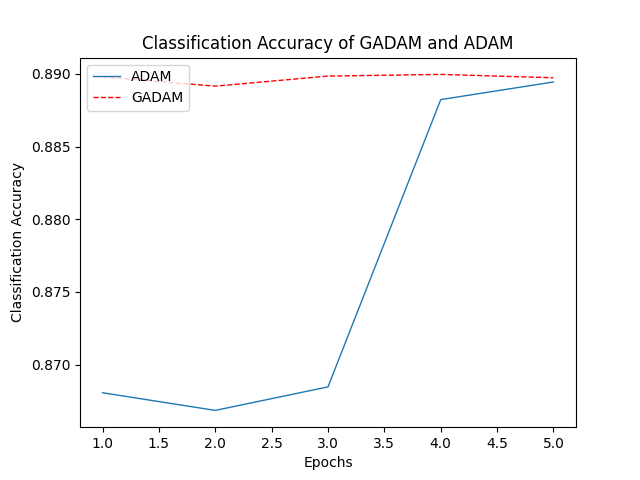 Classification Accuracy of GADAM and ADAM
ADAM
GADAM
0.890
0.885
0.880
0.875
0.870
Classification Accuracy
1.0 1.5 2.0 2.5 3.0 3.5 4.0 4.5 5.0
Epochs